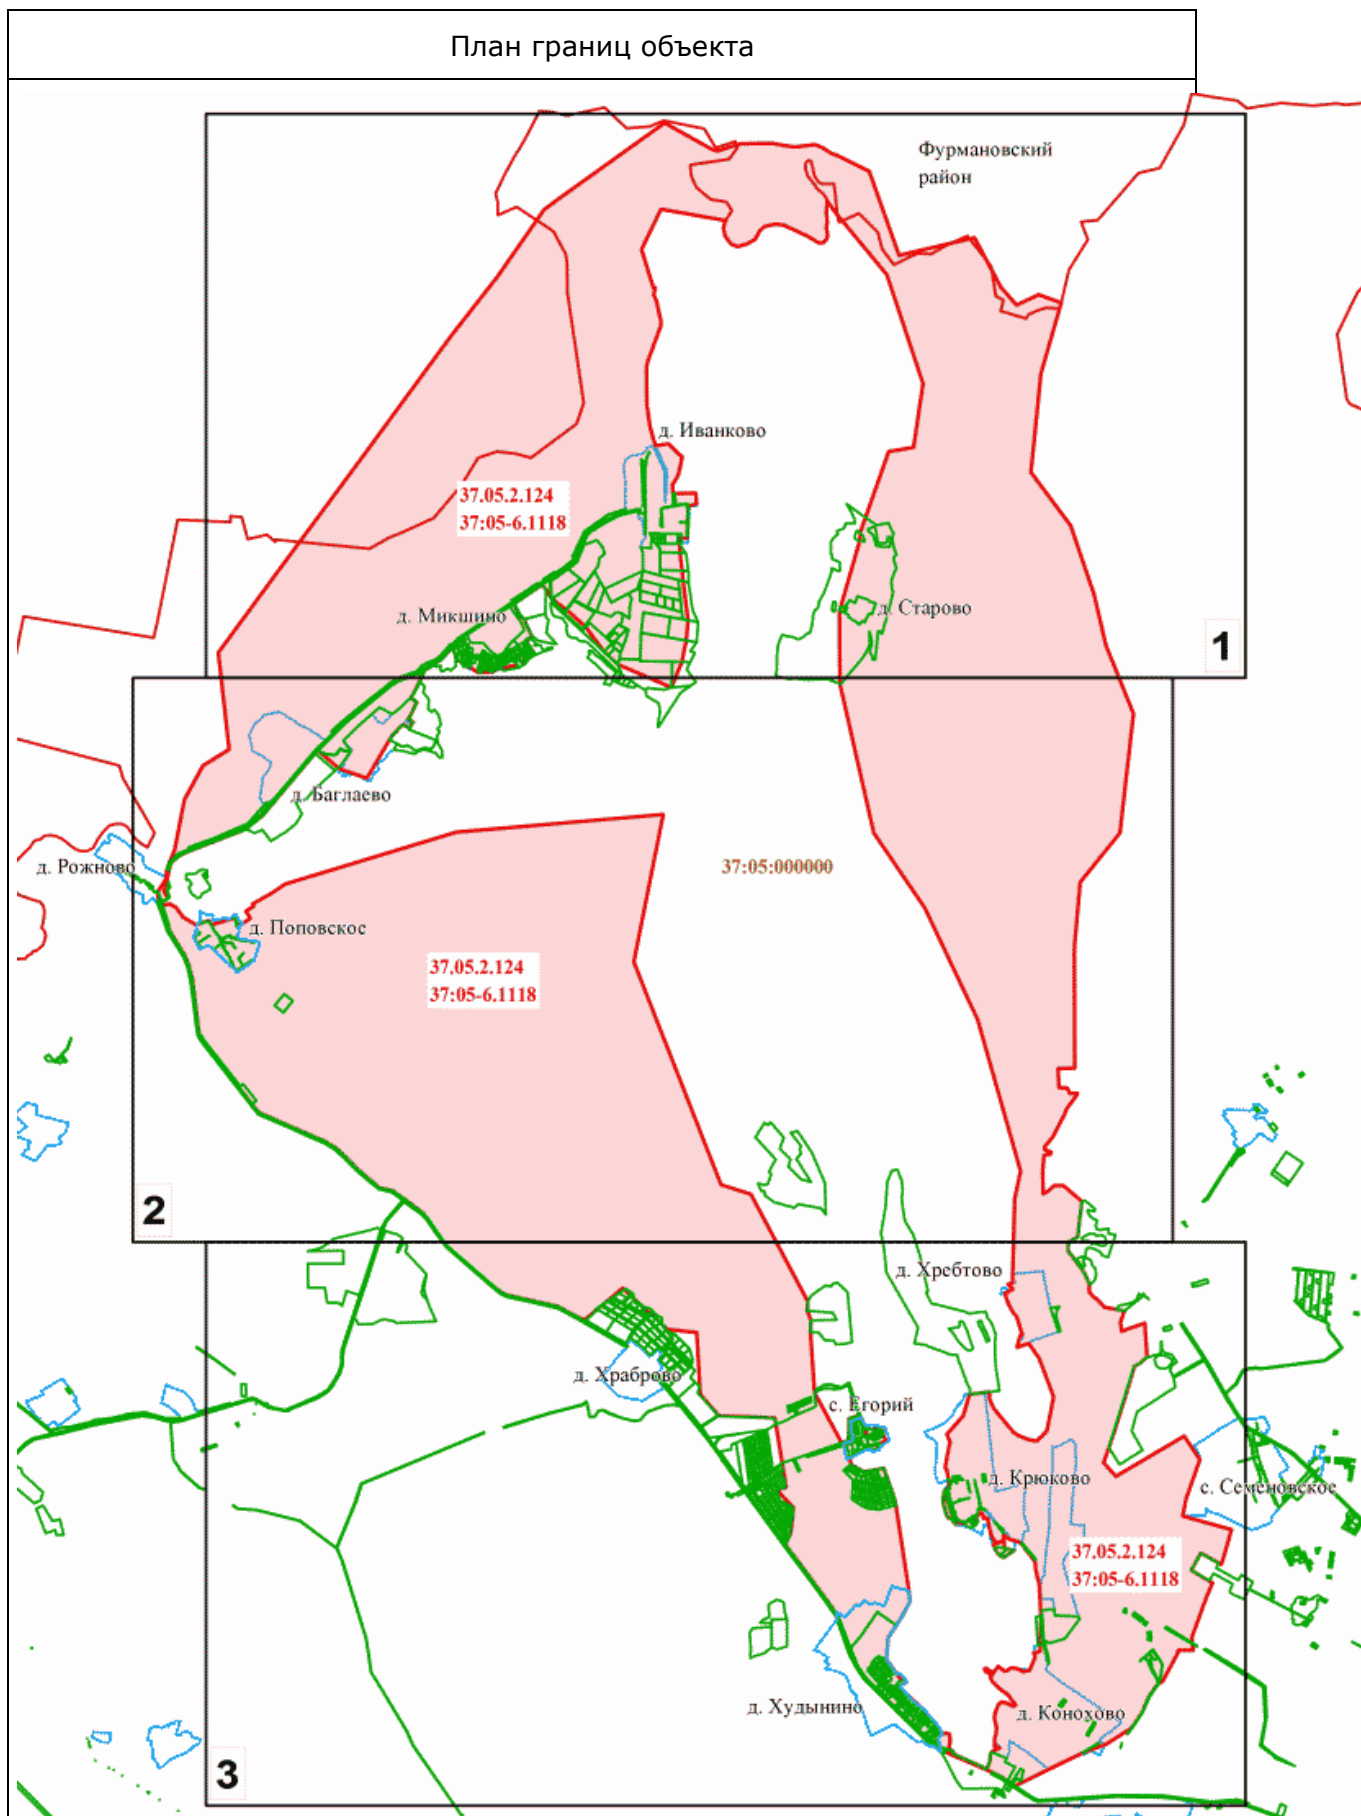 План границ объекта
Фурмановский
район
д. Иванково
37.05.2.124
37:05-6.1118
д. Микшино
д. Старово
1
д. Баглаево
д. Рожново
37:05:000000
д. Поповское
37.05.2.124
37:05-6.1118
2
д. Хребтово
д. Храброво
с. Егорий
д. Крюково
с. Семеновское
37.05.2.124
37:05-6.1118
д. Худынино
д. Конохово
3